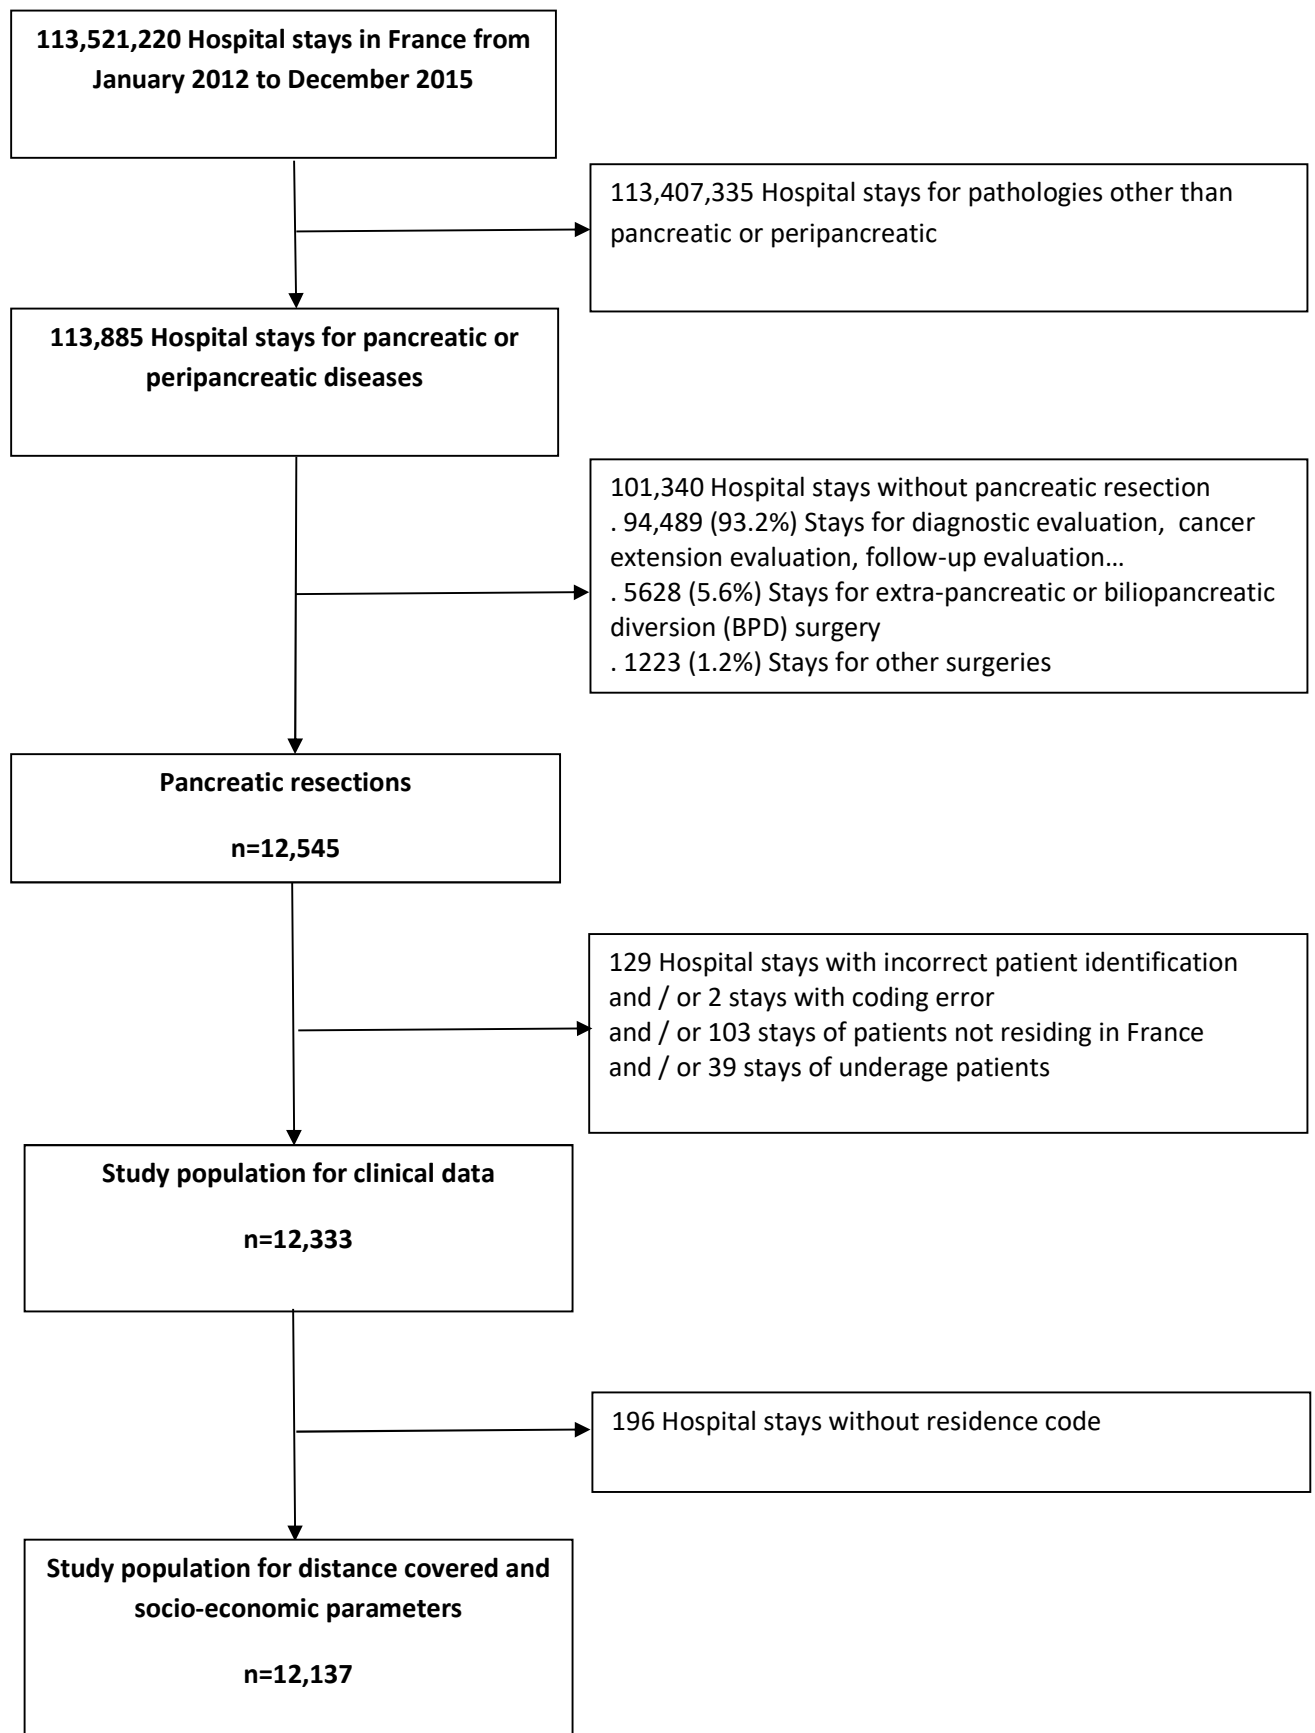 113,521,220 Hospital stays in France from
January 2012 to December 2015
113,407,335 Hospital stays for pathologies other than
pancreatic or peripancreatic
113,885 Hospital stays for pancreatic or
peripancreatic diseases
101,340 Hospital stays without pancreatic resection
. 94,489 (93.2%) Stays for diagnostic evaluation,  cancer
extension evaluation, follow-up evaluation…
. 5628 (5.6%) Stays for extra-pancreatic or biliopancreatic
diversion (BPD) surgery
. 1223 (1.2%) Stays for other surgeries
Pancreatic resections
n=12,545
129 Hospital stays with incorrect patient identification
and / or 2 stays with coding error
and / or 103 stays of patients not residing in France
and / or 39 stays of underage patients
Study population for clinical data
n=12,333
196 Hospital stays without residence code
Study population for distance covered and
socio-economic parameters
n=12,137